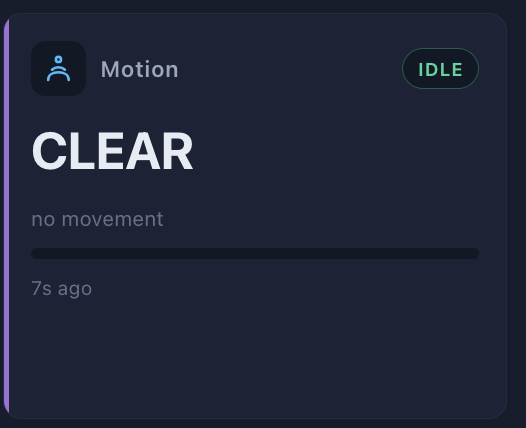 Motion
IDLE
CLEAR
no movement
7s ago